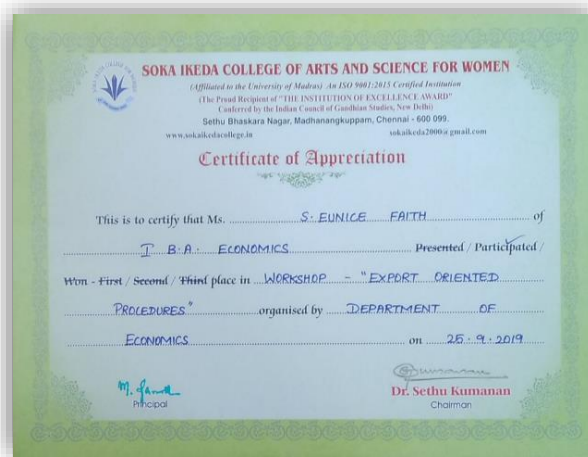 SOKA IKEDA COLLEGE OF ARTS AND SCIENCE FOR WOMEN
(Affiliated to the University of Madras) An ISO 9001:2015 Certified Institution
(The Proud Recipient of "THE INSTITUTION OF EXCELLENCE AWARD"
Conferred by the Indian Council of Gandhian Studies, New Delhi)
Sethu Bhaskara Nagar, Madhanangkuppam, Chennai - 600 099.
www.sokaikedacollege.in sokaikeda2000@gmail.com
Certificate of Appreciation
This is to certify that Ms. S. EUNICE FAITH of
I B.A. ECONOMICS Presented / Participated /
Won - First / Second / Third place in WORKSHOP - "EXPORT ORIENTED
PROCEDURES" organised by DEPARTMENT OF
ECONOMICS on 25.9.2019
Principal
Dr. Sethu Kumanan
Chairman